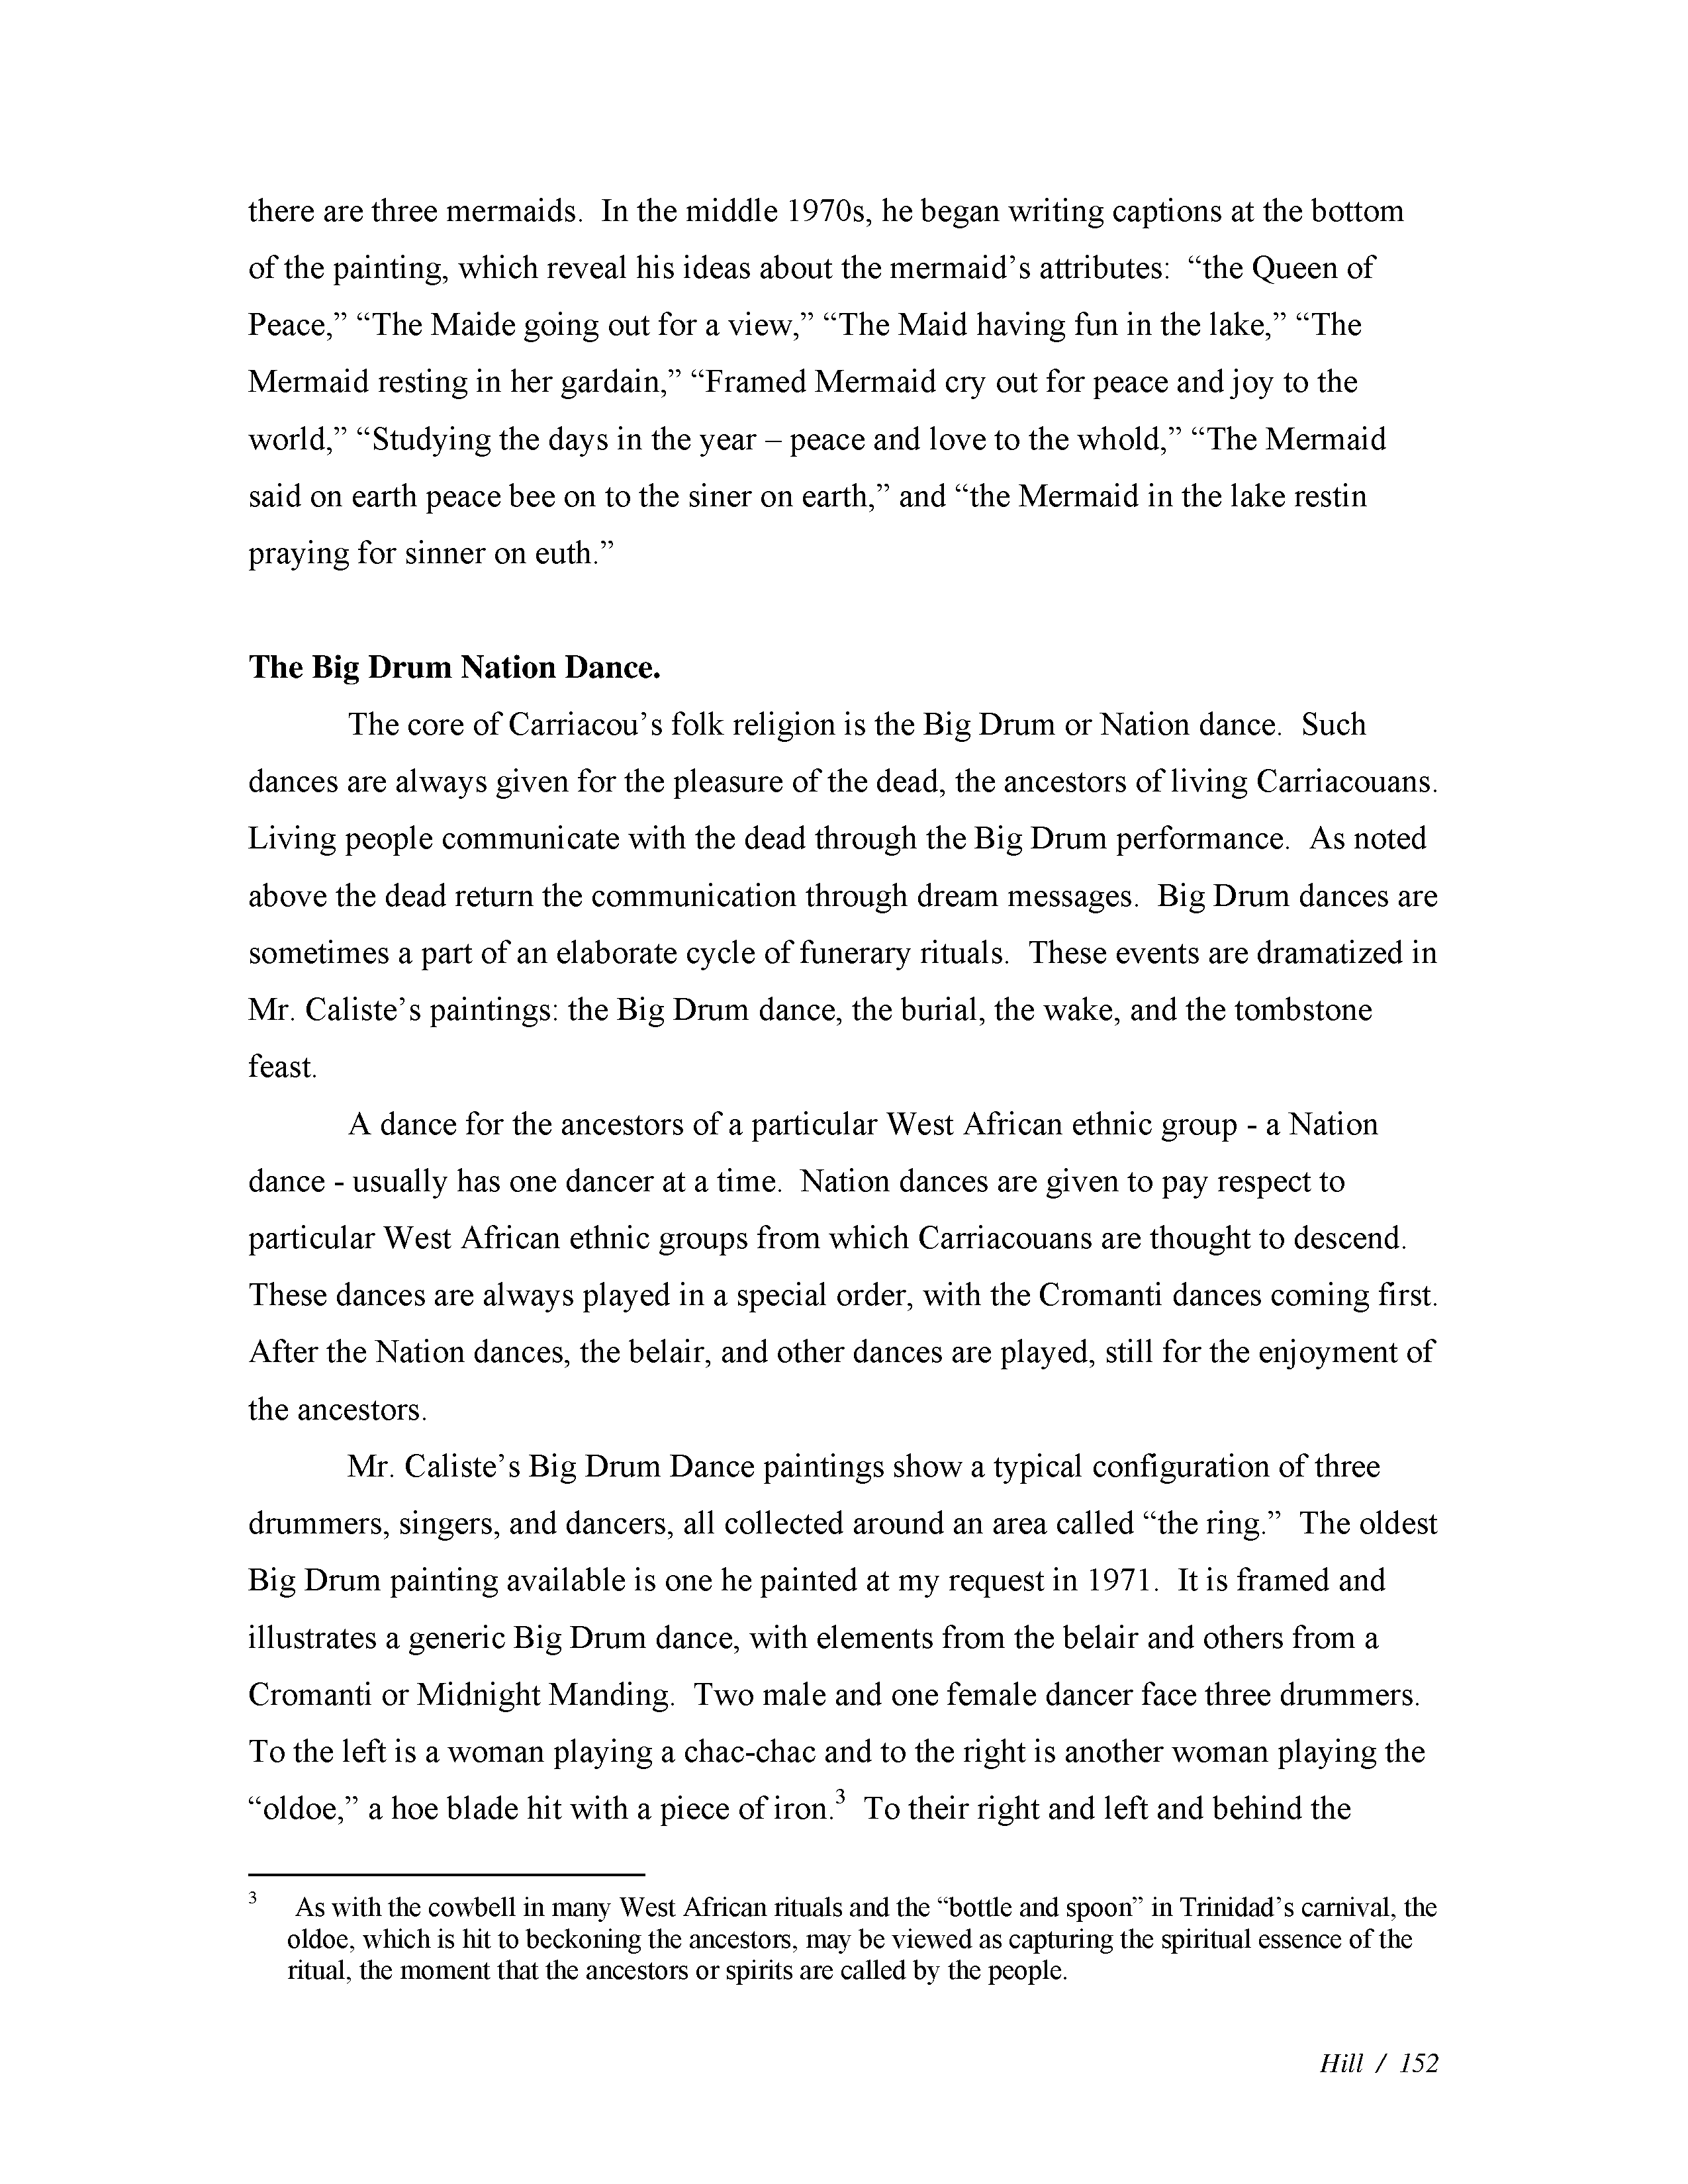 there are three mermaids.  In the middle 1970s, he began writing captions at the bottom
of the painting, which reveal his ideas about the mermaid’s attributes:  “the Queen of
Peace,” “The Maide going out for a view,” “The Maid having fun in the lake,” “The
Mermaid resting in her gardain,” “Framed Mermaid cry out for peace and joy to the
world,” “Studying the days in the year – peace and love to the whold,” “The Mermaid
said on earth peace bee on to the siner on earth,” and “the Mermaid in the lake restin
praying for sinner on euth.”
The Big Drum Nation Dance.
The core of Carriacou’s folk religion is the Big Drum or Nation dance.  Such
dances are always given for the pleasure of the dead, the ancestors of living Carriacouans.
Living people communicate with the dead through the Big Drum performance.  As noted
above the dead return the communication through dream messages.  Big Drum dances are
sometimes a part of an elaborate cycle of funerary rituals.  These events are dramatized in
Mr. Caliste’s paintings: the Big Drum dance, the burial, the wake, and the tombstone
feast.
A dance for the ancestors of a particular West African ethnic group - a Nation
dance - usually has one dancer at a time.  Nation dances are given to pay respect to
particular West African ethnic groups from which Carriacouans are thought to descend.
These dances are always played in a special order, with the Cromanti dances coming first.
After the Nation dances, the belair, and other dances are played, still for the enjoyment of
the ancestors.
Mr. Caliste’s Big Drum Dance paintings show a typical configuration of three
drummers, singers, and dancers, all collected around an area called “the ring.”  The oldest
Big Drum painting available is one he painted at my request in 1971.  It is framed and
illustrates a generic Big Drum dance, with elements from the belair and others from a
Cromanti or Midnight Manding.  Two male and one female dancer face three drummers.
To the left is a woman playing a chac-chac and to the right is another woman playing the
“oldoe,” a hoe blade hit with a piece of iron.3  To their right and left and behind the
3 As with the cowbell in many West African rituals and the “bottle and spoon” in Trinidad’s carnival, the
oldoe, which is hit to beckoning the ancestors, may be viewed as capturing the spiritual essence of the
ritual, the moment that the ancestors or spirits are called by the people.
Hill / 152